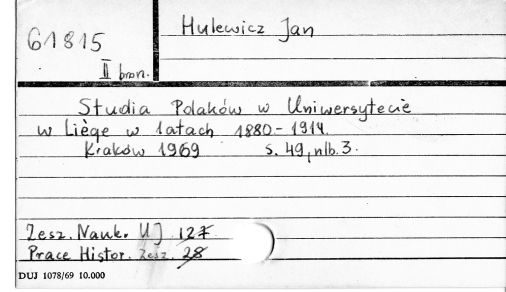 61815
II bron.
Hulewicz Jan
Studia Polaków w Uniwersytecie
w Liège w latach 1880-1914.
Kraków 1969 s. 49, nlb. 3.
Zesz. Nauk. UJ 127
Prace Histor. Zesz. 28
DUJ 1078/69 10.000